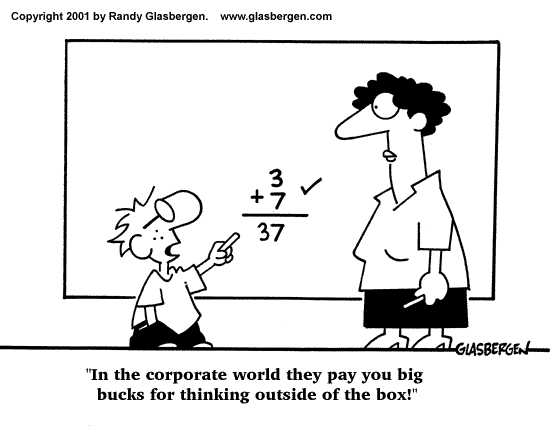 Copyright 2001 by Randy Glasbergen.    www.glasbergen.com
3
+ 7 ✓
37
GLASBERGEN
"In the corporate world they pay you big
bucks for thinking outside of the box!"